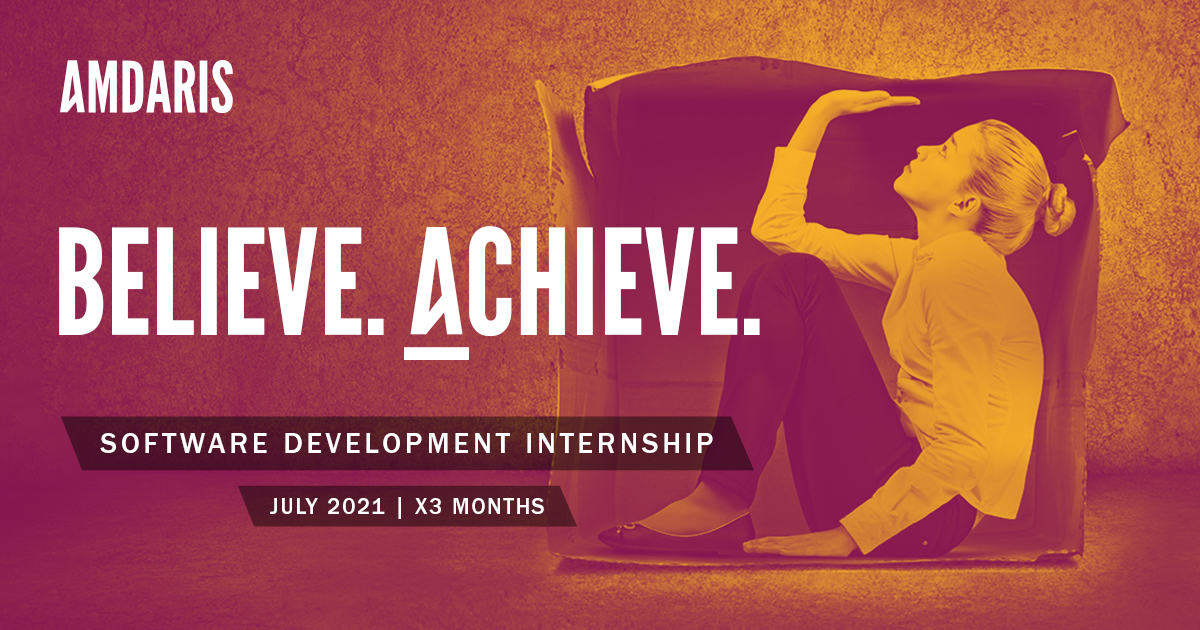 AMDARIS
BELIEVE. ACHIEVE.
SOFTWARE DEVELOPMENT INTERNSHIP
JULY 2021 | X3 MONTHS